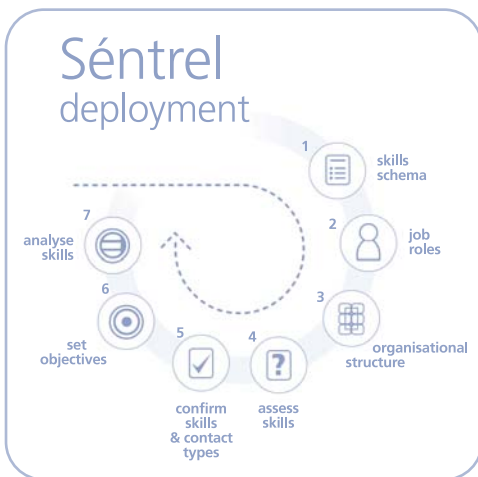 Séntrel
deployment
1
skills
schema
2
job
roles
3
organisational
structure
4
?
assess
skills
5
confirm
skills
& contact
types
6
set
objectives
7
analyse
skills